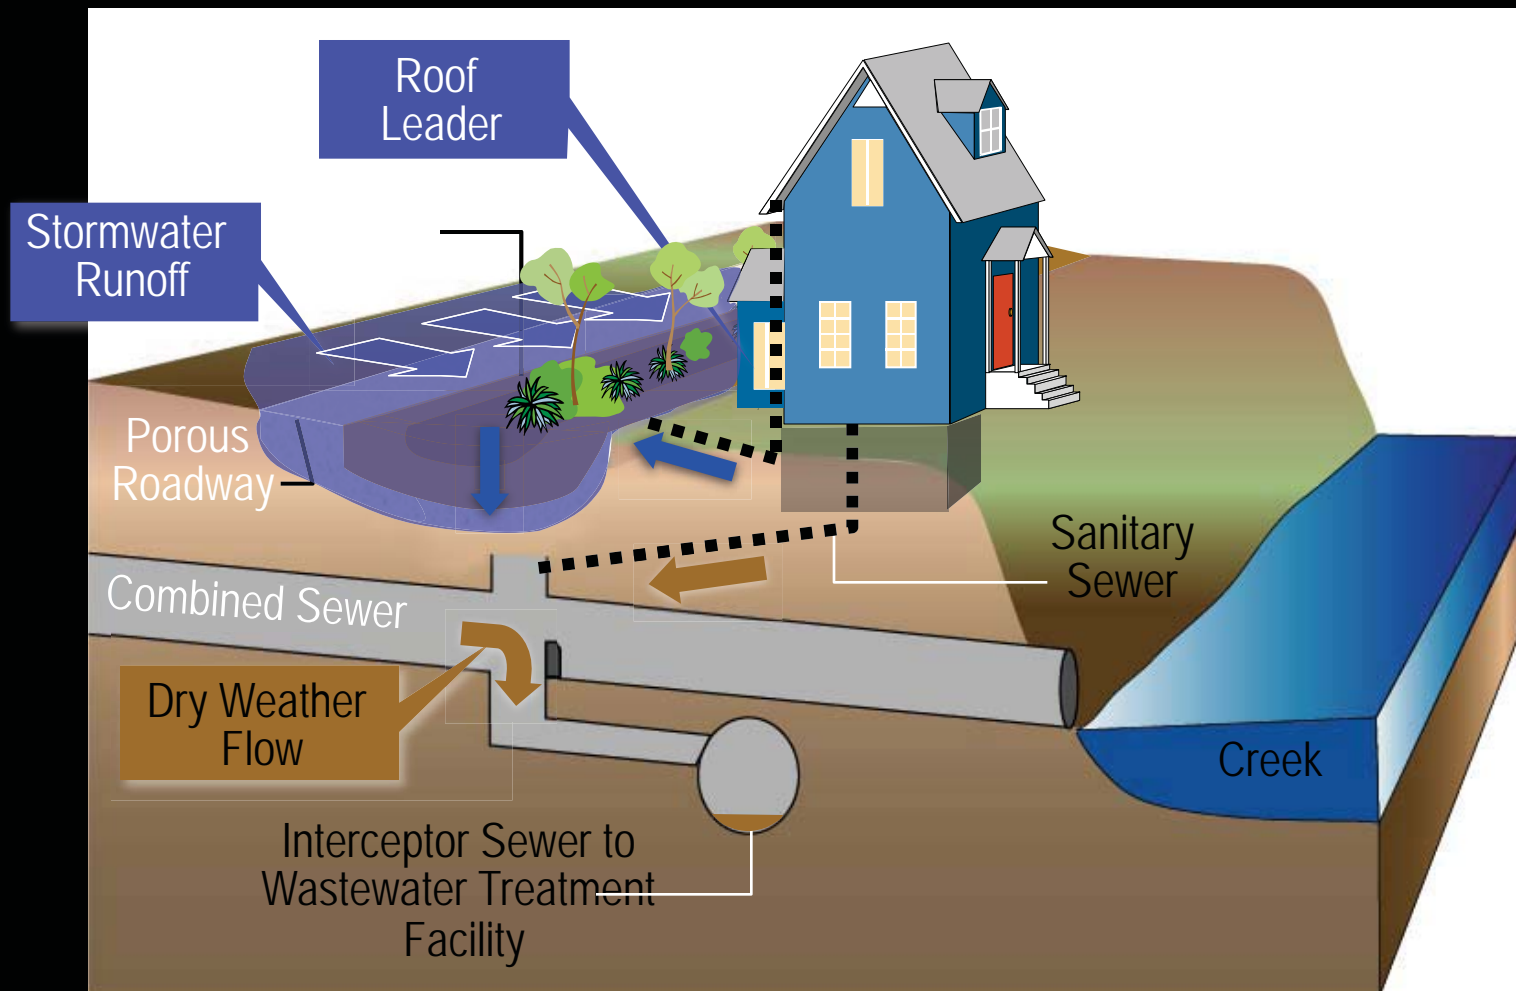 Roof
Leader
Stormwater
Runoff
Porous
Roadway
Combined Sewer
Sanitary
Sewer
Dry Weather
Flow
Creek
Interceptor Sewer to
Wastewater Treatment
Facility